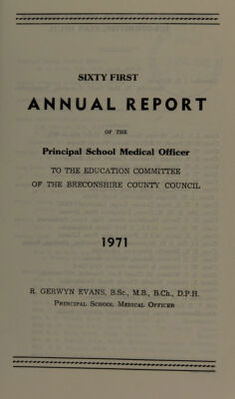 SIXTY FIRST
ANNUAL REPORT
OF THE
Principal School Medical Officer
TO THE EDUCATION COMMITTEE
OF THE BRECONSHIRE COUNTY COUNCIL
1971
R. GERWYN EVANS, B.Sc., M.B., B.Ch., D.P.H.
PRINCIPAL SCHOOL MEDICAL OFFICER